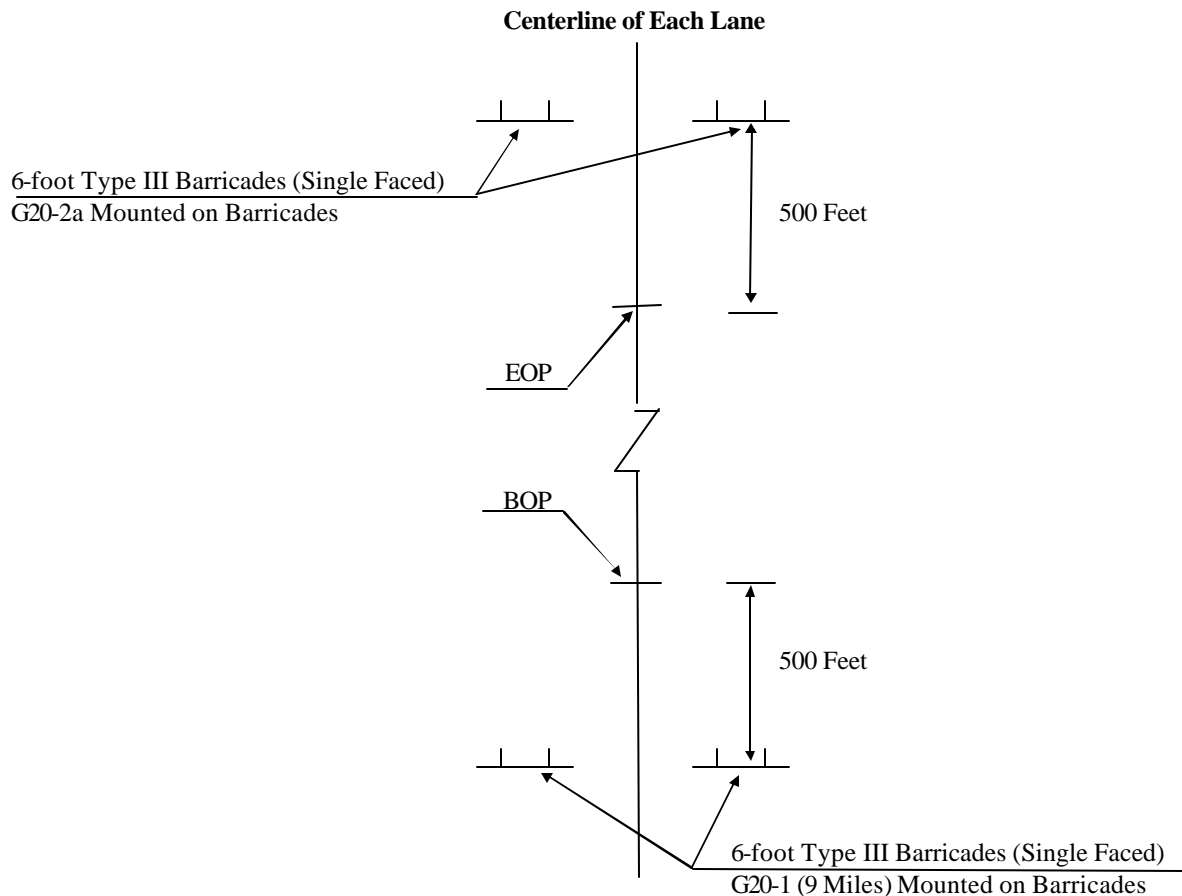 Centerline of Each Lane
6-foot Type III Barricades (Single Faced)
G20-2a Mounted on Barricades
500 Feet
EOP
BOP
500 Feet
6-foot Type III Barricades (Single Faced)
G20-1 (9 Miles) Mounted on Barricades